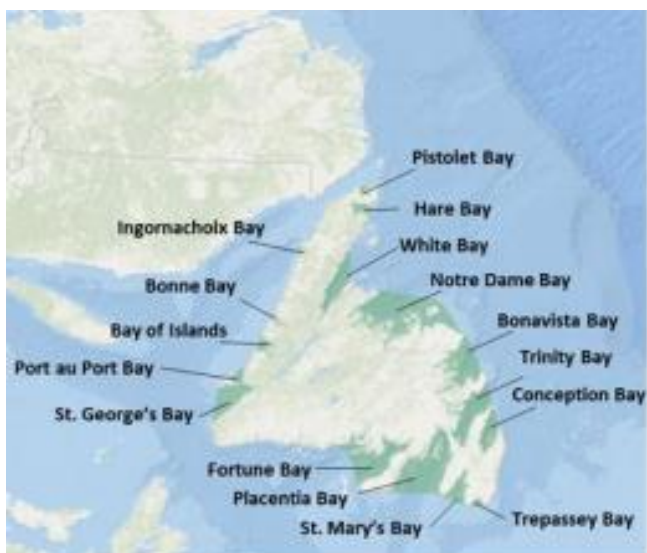 Pistolet Bay
Hare Bay
Ingornachoix Bay
White Bay
Notre Dame Bay
Bonne Bay
Bonavista Bay
Bay of Islands
Trinity Bay
Port au Port Bay
Conception Bay
St. George's Bay
Fortune Bay
Placentia Bay
St. Mary's Bay
Trepassey Bay